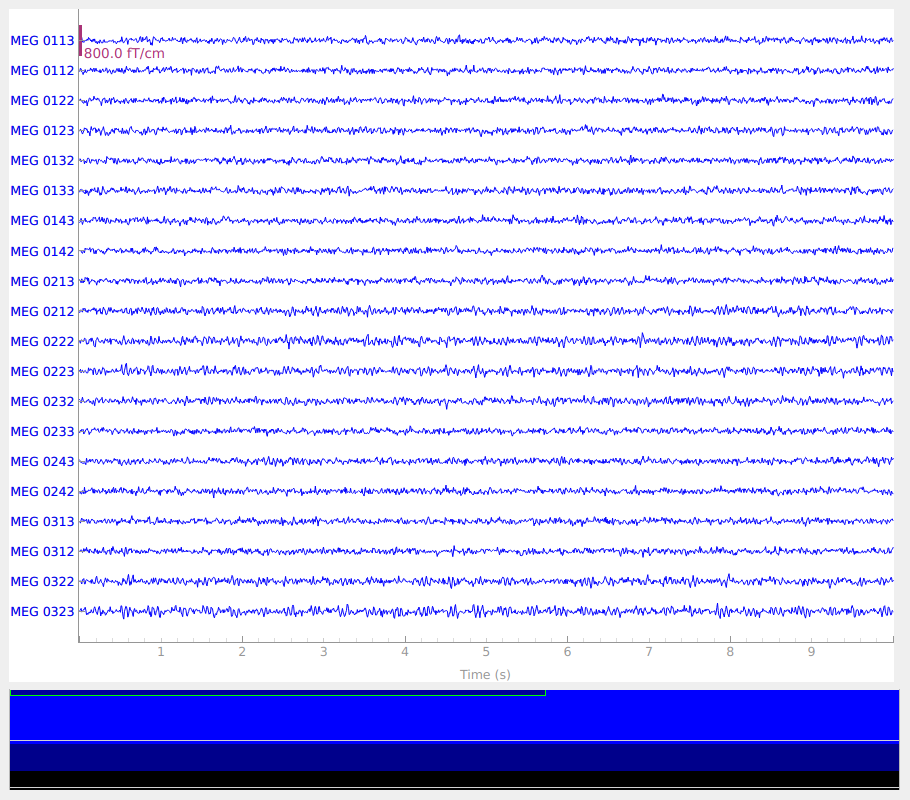 MEG 0113
800.0 fT/cm
MEG 0112
MEG 0122
MEG 0123
MEG 0132
MEG 0133
MEG 0143
MEG 0142
MEG 0213
MEG 0212
MEG 0222
MEG 0223
MEG 0232
MEG 0233
MEG 0243
MEG 0242
MEG 0313
MEG 0312
MEG 0322
MEG 0323
1 2 3 4 5 6 7 8 9
Time (s)